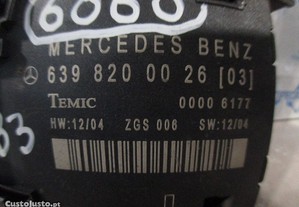 6080
MERCEDES BENZ
639 820 00 26 [03]
TEMIC 0000 6177
HW:12/04 ZGS 006 SW:12/04
33
CustoJusto.pt